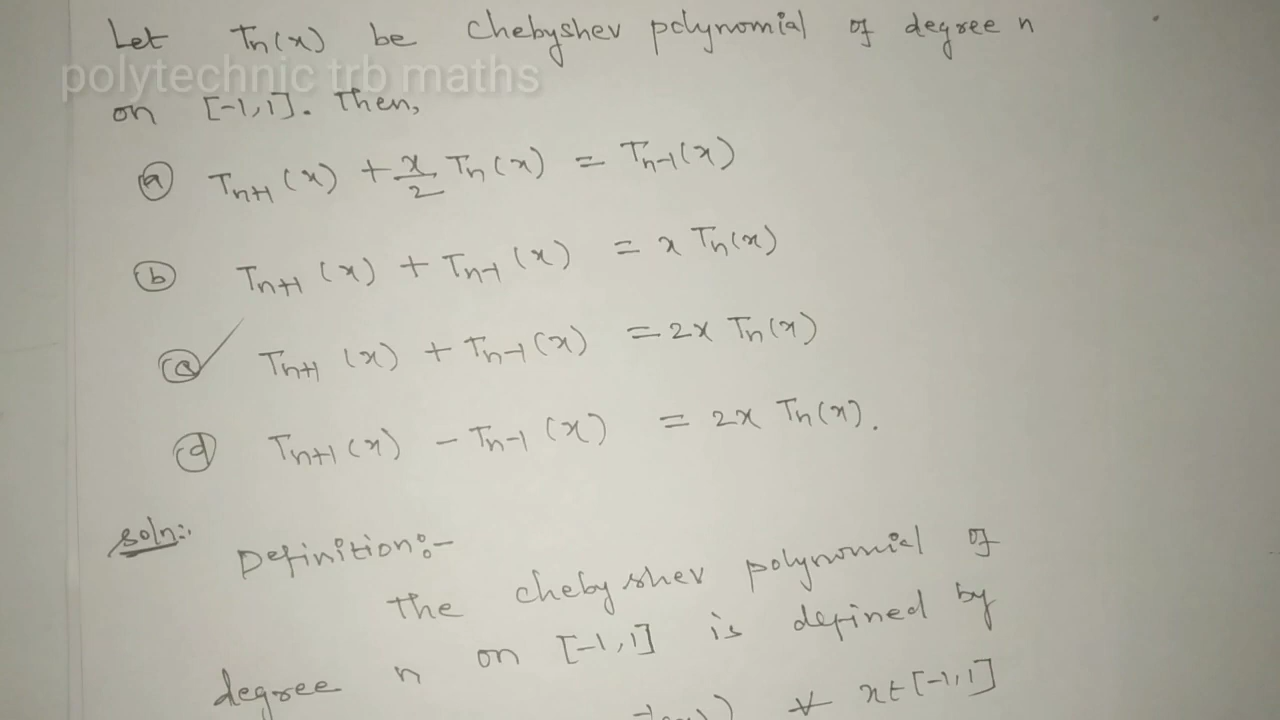 Let Tn(x) be Chebyshev polynomial of degree n
polytechnic trb maths
on [-1,1]. Then,
(a) Tn+1 (x) + x/2 Tn(x) = Tn-1(x)
(b) Tn+1 (x) + Tn-1 (x) = x Tn(x)
(c) Tn+1 (x) + Tn-1(x) = 2x Tn(x)
(d) Tn+1(x) - Tn-1 (x) = 2x Tn(x).
soln:
Definition:-
The chebyshev polynomial of
degree n on [-1,1] is defined by
∀ x∈[-1,1]